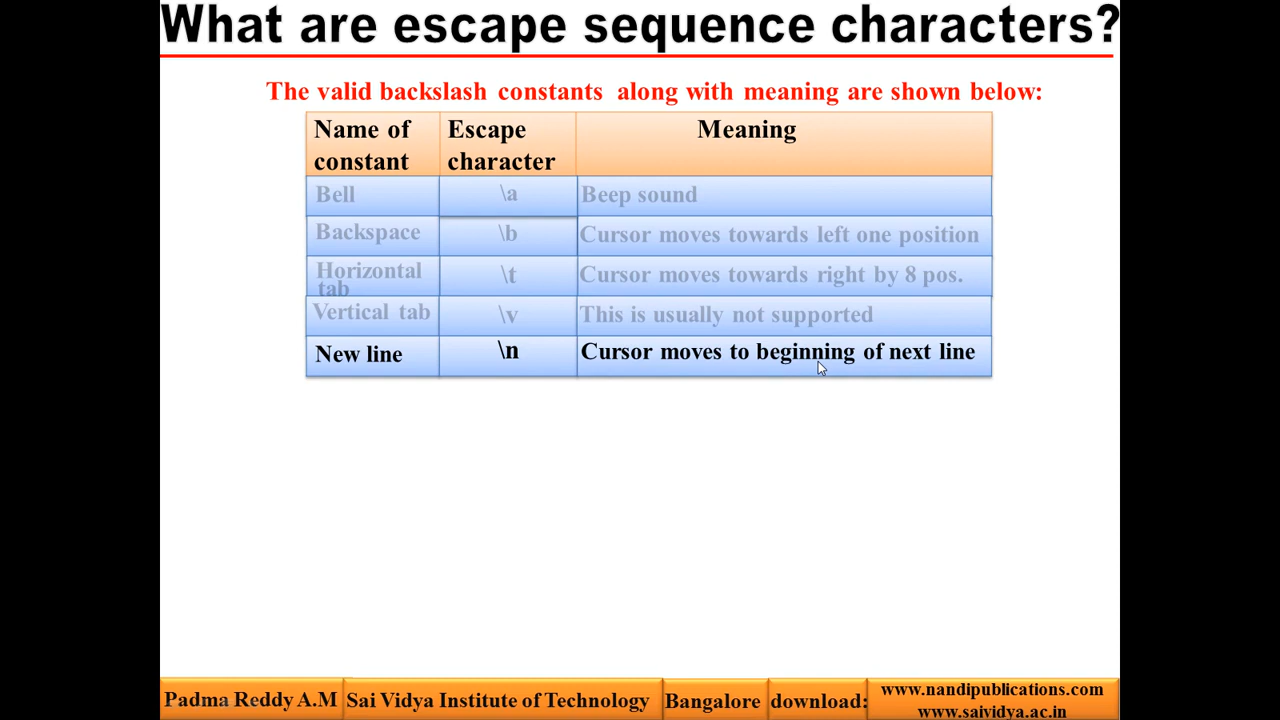 What are escape sequence characters?
The valid backslash constants along with meaning are shown below:
Name of constant Escape character Meaning
Bell \a Beep sound
Backspace \b Cursor moves towards left one position
Horizontal tab \t Cursor moves towards right by 8 pos.
Vertical tab \v This is usually not supported
New line \n Cursor moves to beginning of next line
Padma Reddy A.M Sai Vidya Institute of Technology Bangalore download: www.nandipublications.com
www.saividya.ac.in